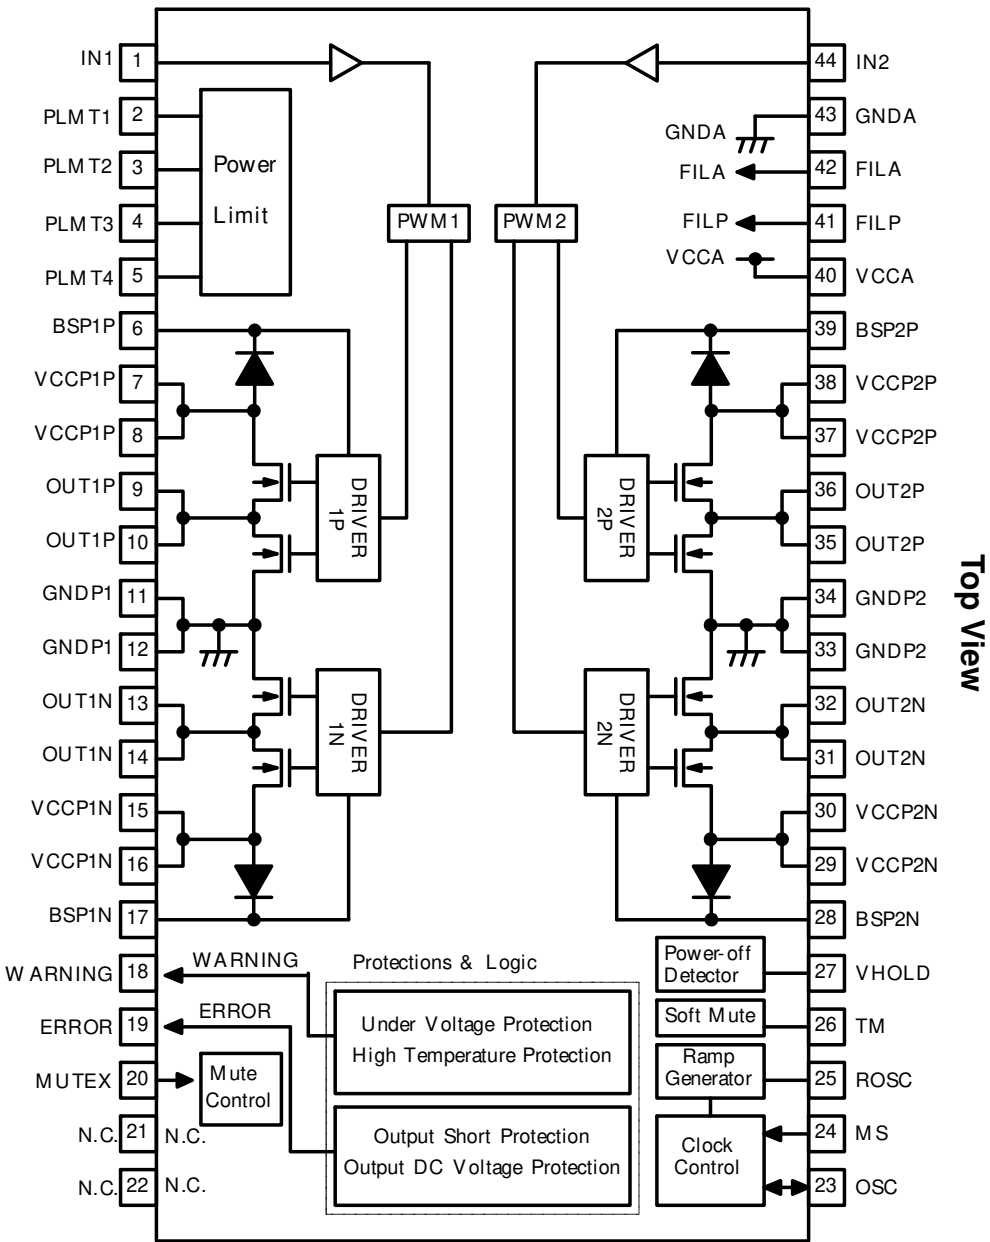 IN1 1
PLMT1 2
PLMT2 3
PLMT3 4
PLMT4 5
BSP1P 6
VCCP1P 7
VCCP1P 8
OUT1P 9
OUT1P 10
GNDP1 11
GNDP1 12
OUT1N 13
OUT1N 14
VCCP1N 15
VCCP1N 16
BSP1N 17
WARNING 18
ERROR 19
MUTEX 20
N.C. 21 N.C.
N.C. 22 N.C.
Power
Limit
PWM1
PWM2
DRIVER
1P
DRIVER
1N
DRIVER
2P
DRIVER
2N
GNDA
FILA
FILP
VCCA
WARNING
ERROR
Mute
Control
Protections & Logic
Under Voltage Protection
High Temperature Protection
Output Short Protection
Output DC Voltage Protection
Power-off
Detector
Soft Mute
Ramp
Generator
Clock
Control
44 IN2
43 GNDA
42 FILA
41 FILP
40 VCCA
39 BSP2P
38 VCCP2P
37 VCCP2P
36 OUT2P
35 OUT2P
34 GNDP2
33 GNDP2
32 OUT2N
31 OUT2N
30 VCCP2N
29 VCCP2N
28 BSP2N
27 VHOLD
26 TM
25 ROSC
24 MS
23 OSC
Top View